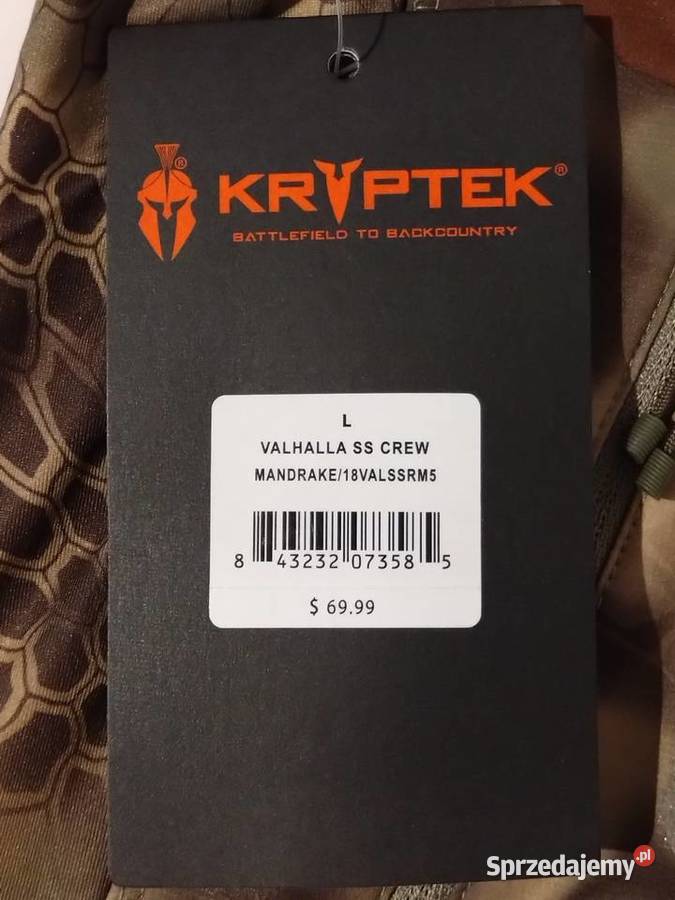 KRYPTEK®
BATTLEFIELD TO BACKCOUNTRY
L
VALHALLA SS CREW
MANDRAKE/18VALSSRM5
8 43232 07358 5
$ 69.99
Sprzedajemy.pl